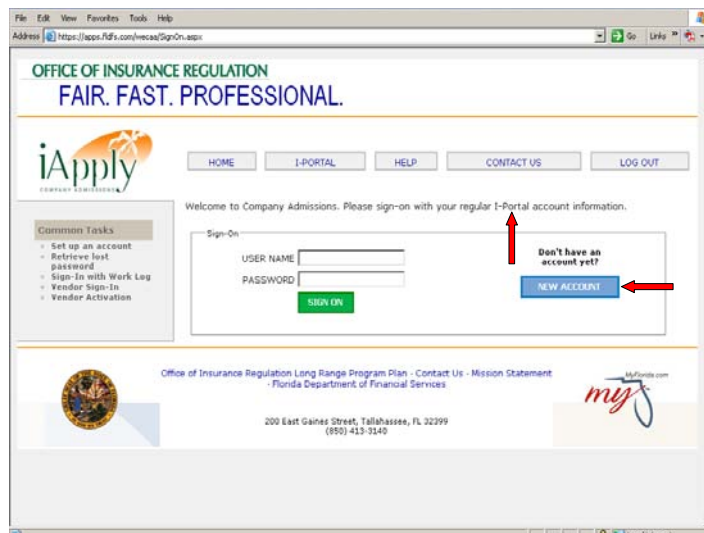 File Edit View Favorites Tools Help
Address https://apps.fldfs.com/wecaa/SignOn.aspx Go Links »
OFFICE OF INSURANCE REGULATION
FAIR. FAST. PROFESSIONAL.
iApply
COMPANY ADMISSIONS
HOME I-PORTAL HELP CONTACT US LOG OUT
Welcome to Company Admissions. Please sign-on with your regular I-Portal account information.
Common Tasks
Set up an account
Retrieve lost
password
Sign-In with Work Log
Vendor Sign-In
Vendor Activation
Sign-On
USER NAME
PASSWORD
SIGN ON
Don't have an
account yet?
NEW ACCOUNT
Office of Insurance Regulation Long Range Program Plan - Contact Us - Mission Statement
- Florida Department of Financial Services
200 East Gaines Street, Tallahassee, FL 32399
(850) 413-3140
MyFlorida.com
my